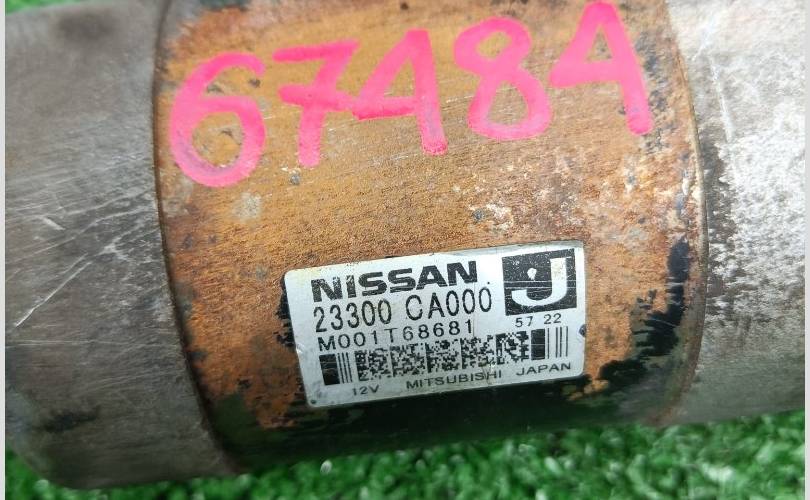 67484
NISSAN
J
23300 CA000
M001T68681
57 22
12V MITSUBISHI JAPAN